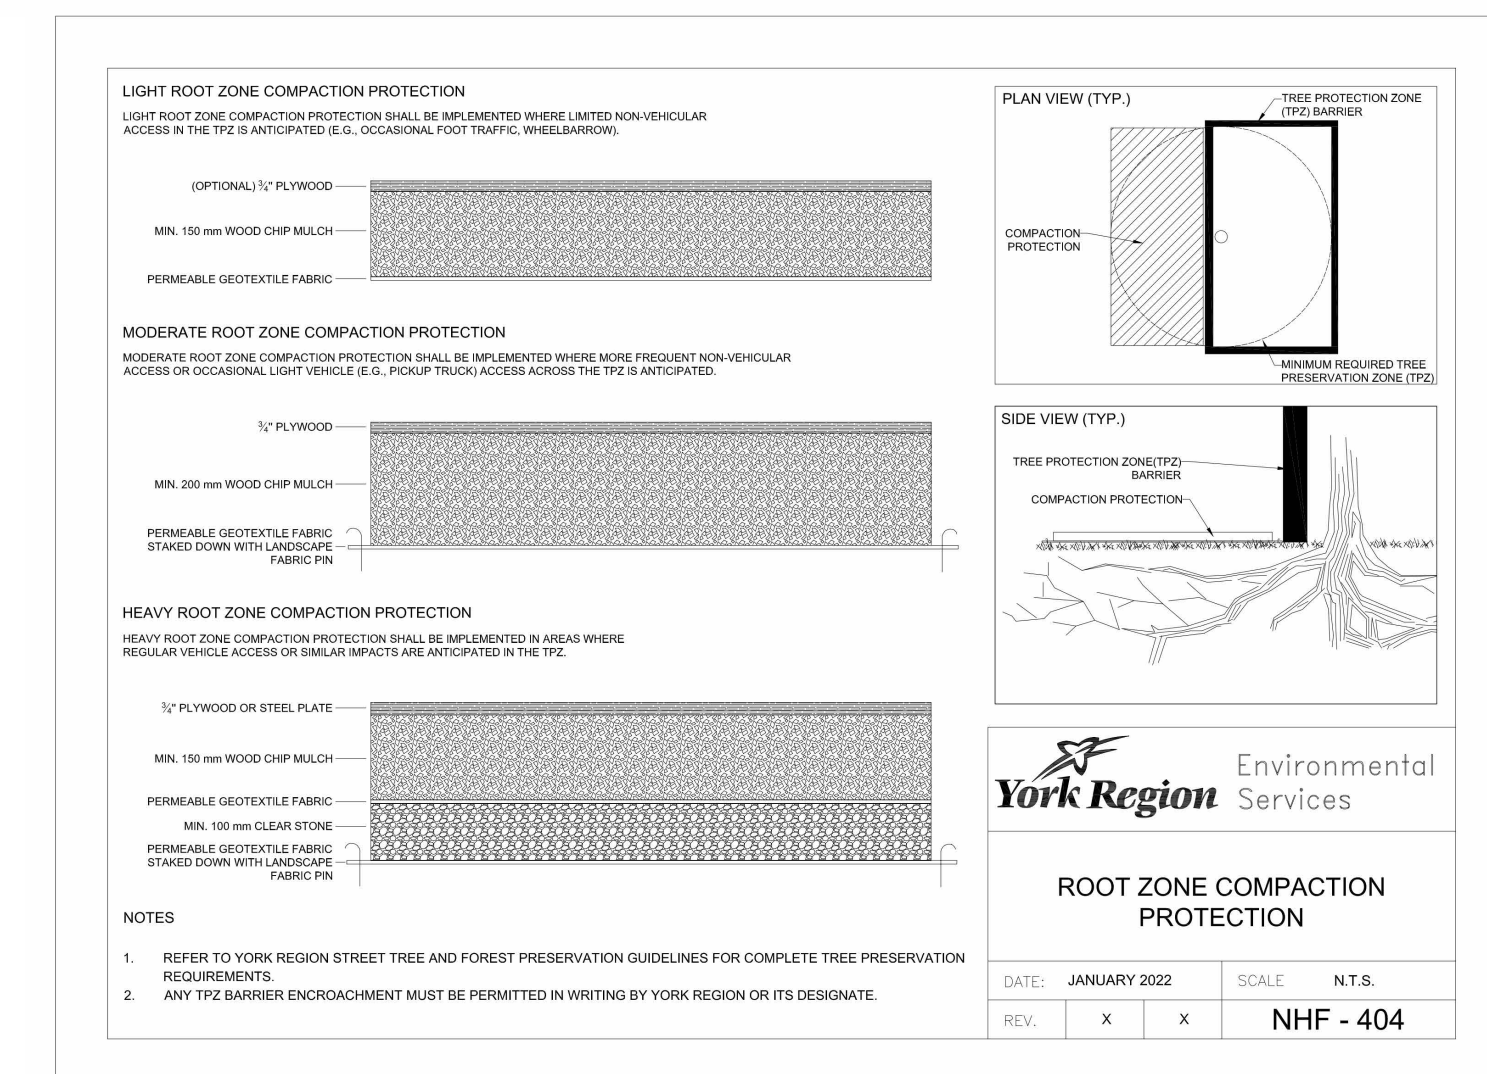 LIGHT ROOT ZONE COMPACTION PROTECTION
LIGHT ROOT ZONE COMPACTION PROTECTION SHALL BE IMPLEMENTED WHERE LIMITED NON-VEHICULAR
ACCESS IN THE TPZ IS ANTICIPATED (E.G., OCCASIONAL FOOT TRAFFIC, WHEELBARROW).
(OPTIONAL) ¾" PLYWOOD
MIN. 150 mm WOOD CHIP MULCH
PERMEABLE GEOTEXTILE FABRIC
MODERATE ROOT ZONE COMPACTION PROTECTION
MODERATE ROOT ZONE COMPACTION PROTECTION SHALL BE IMPLEMENTED WHERE MORE FREQUENT NON-VEHICULAR
ACCESS OR OCCASIONAL LIGHT VEHICLE (E.G., PICKUP TRUCK) ACCESS ACROSS THE TPZ IS ANTICIPATED.
¾" PLYWOOD
MIN. 200 mm WOOD CHIP MULCH
PERMEABLE GEOTEXTILE FABRIC
STAKED DOWN WITH LANDSCAPE
FABRIC PIN
HEAVY ROOT ZONE COMPACTION PROTECTION
HEAVY ROOT ZONE COMPACTION PROTECTION SHALL BE IMPLEMENTED IN AREAS WHERE
REGULAR VEHICLE ACCESS OR SIMILAR IMPACTS ARE ANTICIPATED IN THE TPZ.
¾" PLYWOOD OR STEEL PLATE
MIN. 150 mm WOOD CHIP MULCH
PERMEABLE GEOTEXTILE FABRIC
MIN. 100 mm CLEAR STONE
PERMEABLE GEOTEXTILE FABRIC
STAKED DOWN WITH LANDSCAPE
FABRIC PIN
NOTES
1. REFER TO YORK REGION STREET TREE AND FOREST PRESERVATION GUIDELINES FOR COMPLETE TREE PRESERVATION
REQUIREMENTS.
2. ANY TPZ BARRIER ENCROACHMENT MUST BE PERMITTED IN WRITING BY YORK REGION OR ITS DESIGNATE.
PLAN VIEW (TYP.)
TREE PROTECTION ZONE
(TPZ) BARRIER
COMPACTION
PROTECTION
MINIMUM REQUIRED TREE
PRESERVATION ZONE (TPZ)
SIDE VIEW (TYP.)
TREE PROTECTION ZONE(TPZ)
BARRIER
COMPACTION PROTECTION
York Region
Environmental
Services
ROOT ZONE COMPACTION
PROTECTION
DATE: JANUARY 2022 SCALE N.T.S.
REV. X X NHF - 404